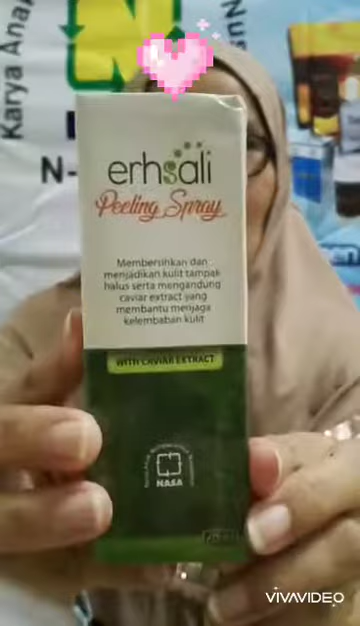 Karya Anak
N-
erhsali
Peeling Spray
Membersihkan dan
menjadikan kulit tampak
halus serta mengandung
caviar extract yang
membantu menjaga
kelembaban kulit
WITH CAVIAR EXTRACT
NASA
VIVAVIDEO